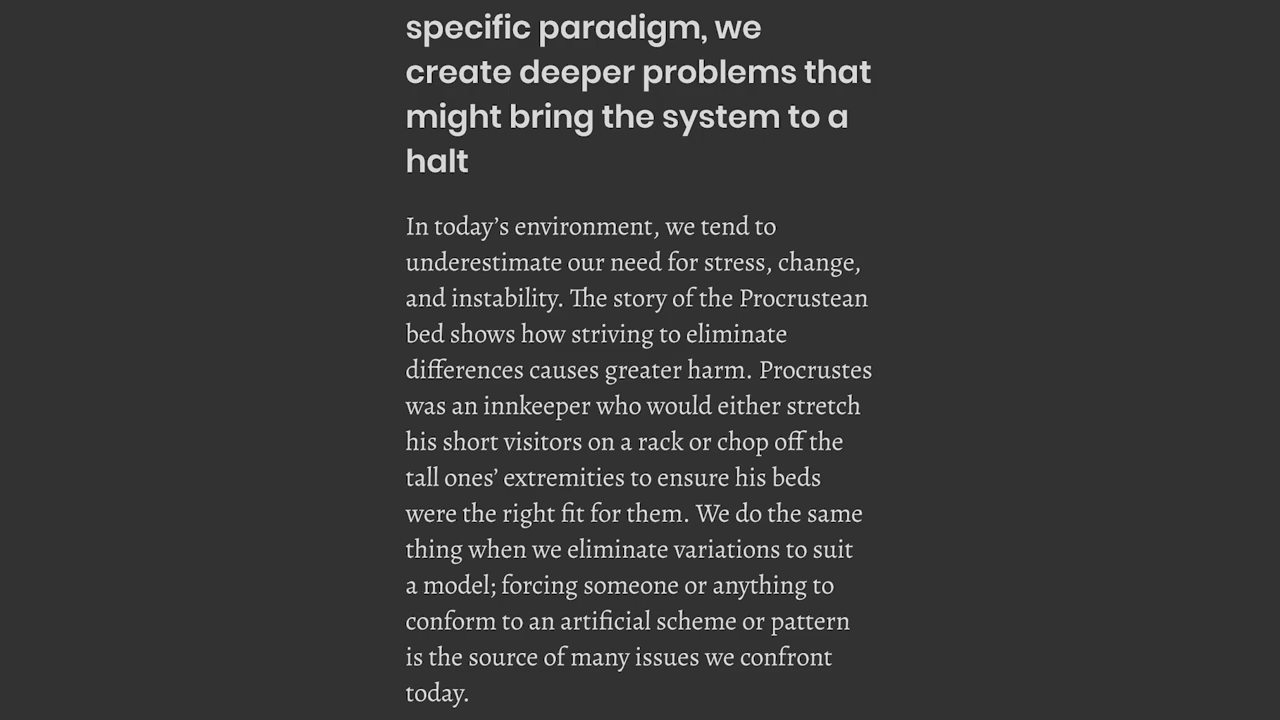 specific paradigm, we
create deeper problems that
might bring the system to a
halt
In today’s environment, we tend to
underestimate our need for stress, change,
and instability. The story of the Procrustean
bed shows how striving to eliminate
differences causes greater harm. Procrustes
was an innkeeper who would either stretch
his short visitors on a rack or chop off the
tall ones’ extremities to ensure his beds
were the right fit for them. We do the same
thing when we eliminate variations to suit
a model; forcing someone or anything to
conform to an artificial scheme or pattern
is the source of many issues we confront
today.